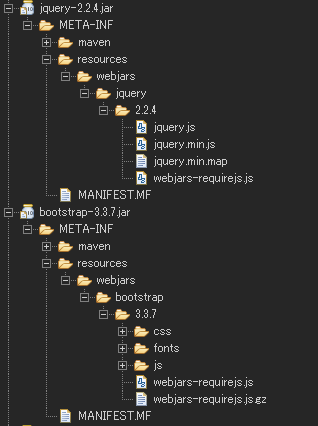 jquery-2.2.4.jar
META-INF
maven
resources
webjars
jquery
2.2.4
jquery.js
jquery.min.js
jquery.min.map
webjars-requirejs.js
MANIFEST.MF
bootstrap-3.3.7.jar
META-INF
maven
resources
webjars
bootstrap
3.3.7
css
fonts
js
webjars-requirejs.js
webjars-requirejs.js.gz
MANIFEST.MF